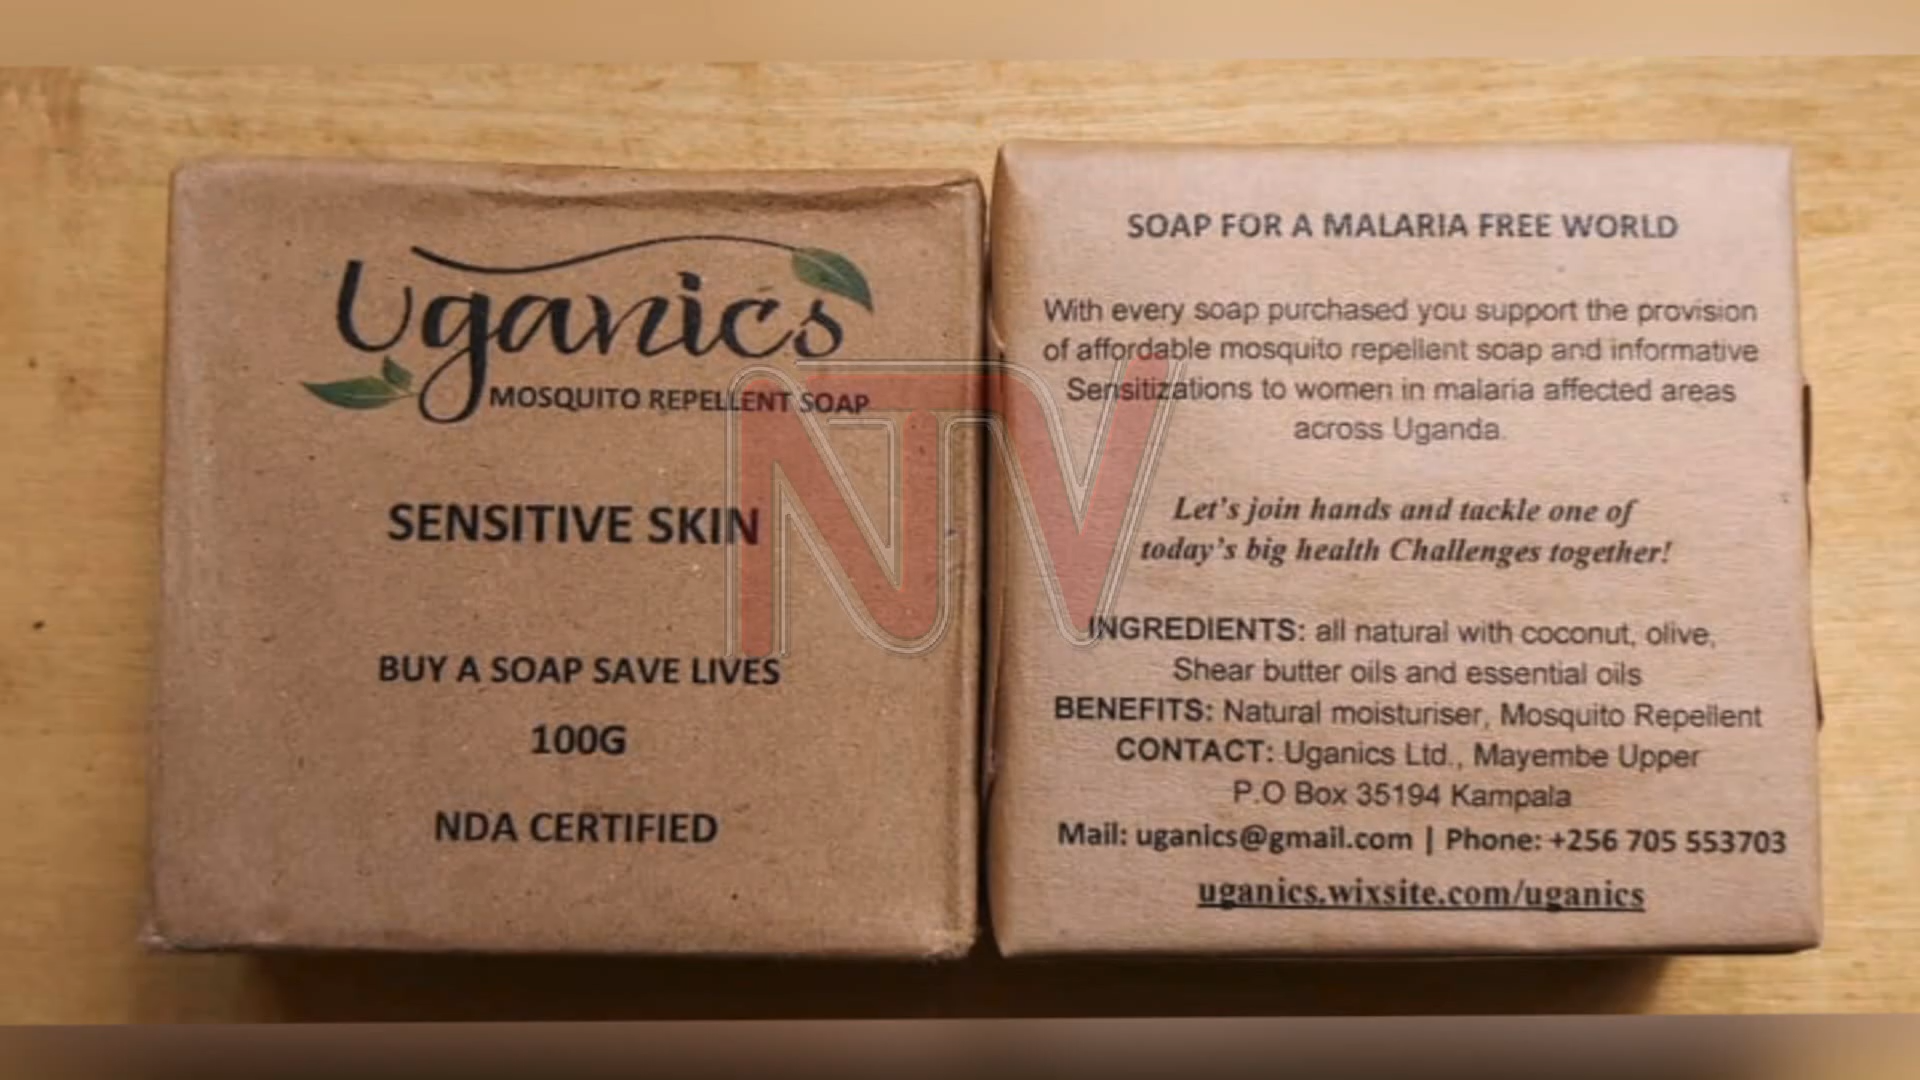 Uganics
MOSQUITO REPELLENT SOAP
SENSITIVE SKIN
BUY A SOAP SAVE LIVES
100G
NDA CERTIFIED
SOAP FOR A MALARIA FREE WORLD
With every soap purchased you support the provision
of affordable mosquito repellent soap and informative
Sensitizations to women in malaria affected areas
across Uganda.
Let's join hands and tackle one of
today's big health Challenges together!
INGREDIENTS: all natural with coconut, olive,
Shear butter oils and essential oils
BENEFITS: Natural moisturiser, Mosquito Repellent
CONTACT: Uganics Ltd., Mayembe Upper
P.O Box 35194 Kampala
Mail: uganics@gmail.com | Phone: +256 705 553703
uganics.wixsite.com/uganics
NTV